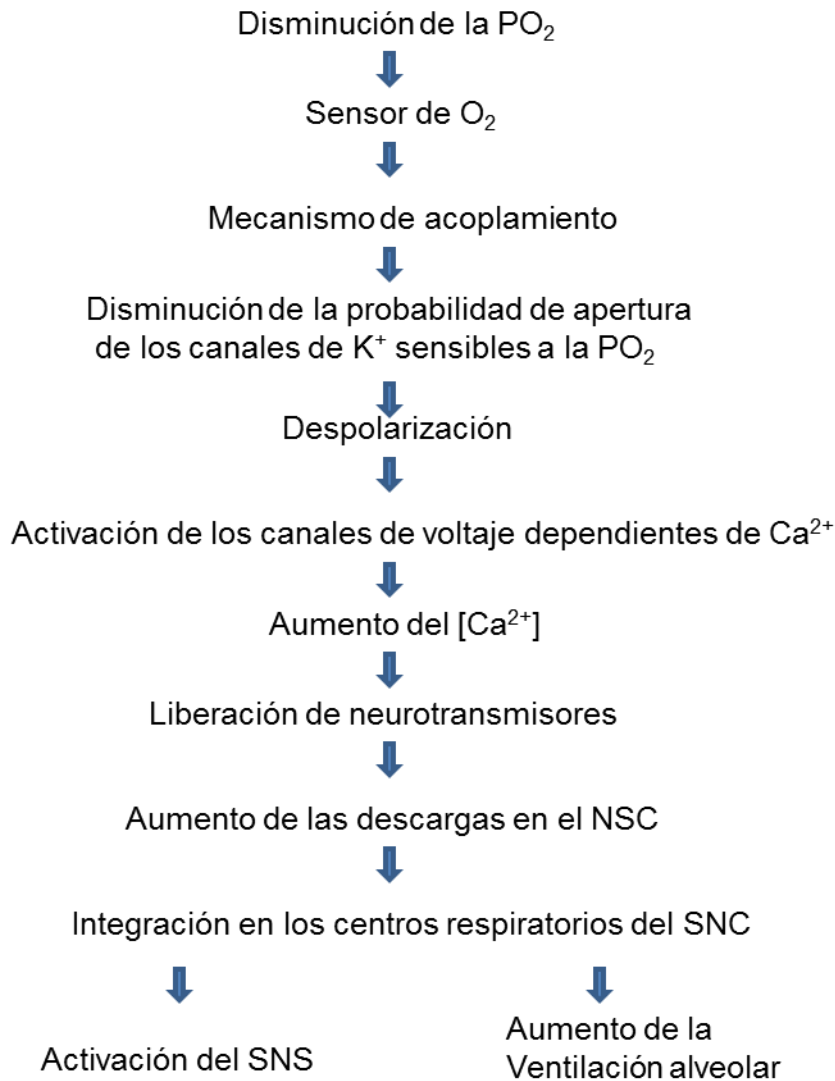 Disminución de la PO₂
Sensor de O₂
Mecanismo de acoplamiento
Disminución de la probabilidad de apertura
de los canales de K⁺ sensibles a la PO₂
Despolarización
Activación de los canales de voltaje dependientes de Ca²⁺
Aumento del [Ca²⁺]
Liberación de neurotransmisores
Aumento de las descargas en el NSC
Integración en los centros respiratorios del SNC
Activación del SNS
Aumento de la
Ventilación alveolar